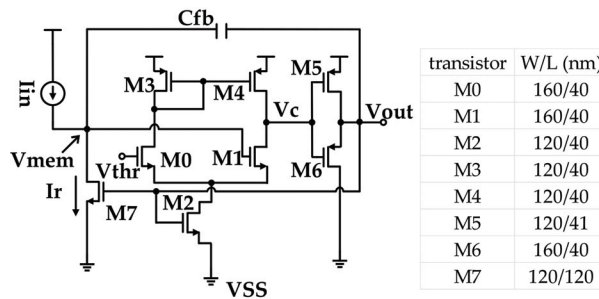 Cfb
Iin
M3
M4
M5
Vc
Vout
Vmem
Vthr
M0
M1
M6
Ir
M7
M2
VSS
transistor W/L (nm)
M0 160/40
M1 160/40
M2 120/40
M3 120/40
M4 120/40
M5 120/41
M6 160/40
M7 120/120